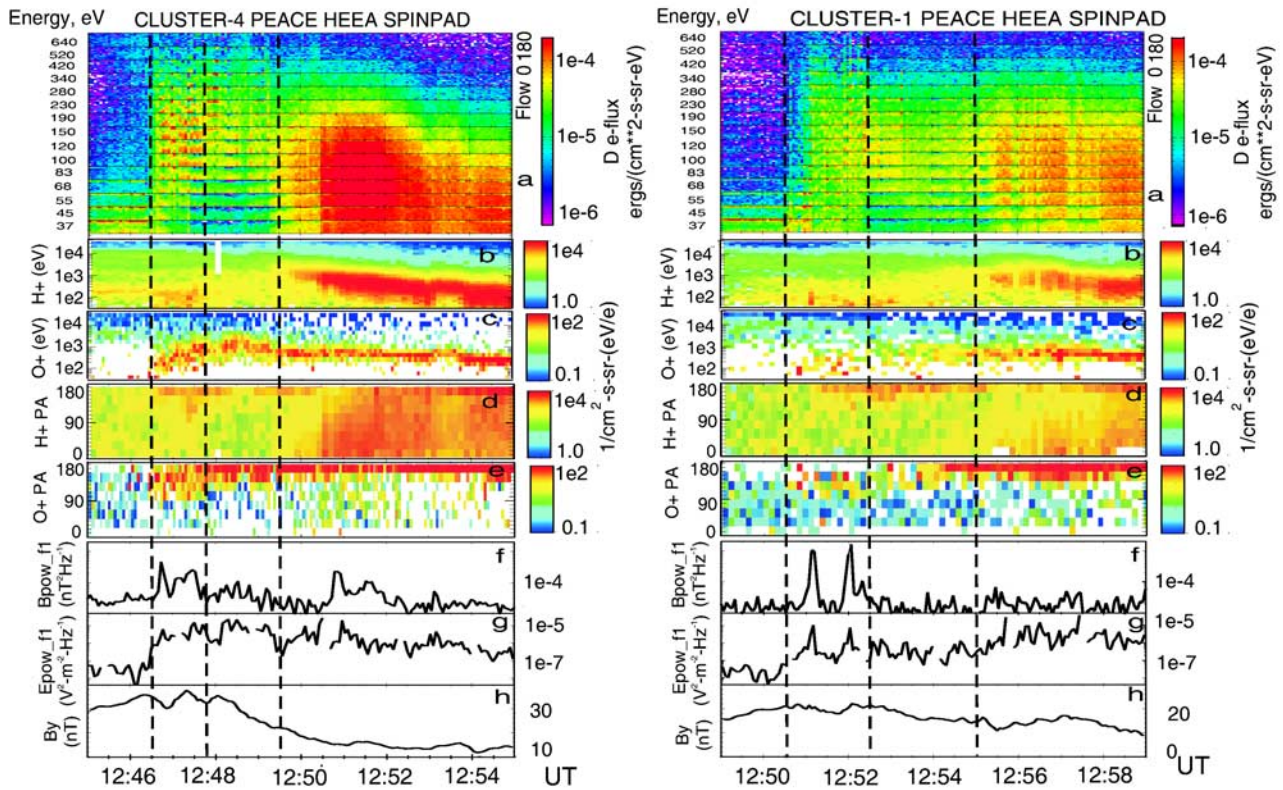 Energy, eV CLUSTER-4 PEACE HEEA SPINPAD
640
520
420
340
280
230
190
150
120
100
83
68
55
45
37
a
Flow 0 180
1e-4
1e-5
1e-6
D e-flux
ergs/(cm**2-s-sr-eV)
H+ (eV)
1e4
1e3
1e2
b
1e4
1.0
O+ (eV)
1e4
1e3
1e2
c
1e2
0.1
1/cm²-s-sr-(eV/e)
H+ PA
180
90
0
d
1e4
1.0
O+ PA
180
90
0
e
1e2
0.1
Bpow_f1
(nT²Hz⁻¹)
f
1e-4
Epow_f1
(V²-m⁻²-Hz⁻¹)
g
1e-5
1e-7
By
(nT)
h
30
10
12:46 12:48 12:50 12:52 12:54 UT
Energy, eV CLUSTER-1 PEACE HEEA SPINPAD
640
520
420
340
280
230
190
150
120
100
83
68
55
45
37
a
Flow 0 180
1e-4
1e-5
1e-6
D e-flux
ergs/(cm**2-s-sr-eV)
H+ (eV)
1e4
1e3
1e2
b
1e4
1.0
O+ (eV)
1e4
1e3
1e2
c
1e2
0.1
1/cm²-s-sr-(eV/e)
H+ PA
180
90
0
d
1e4
1.0
O+ PA
180
90
0
e
1e2
0.1
Bpow_f1
(nT²Hz⁻¹)
f
1e-4
Epow_f1
(V²-m⁻²-Hz⁻¹)
g
1e-5
1e-7
By
(nT)
h
20
0
12:50 12:52 12:54 12:56 12:58 UT